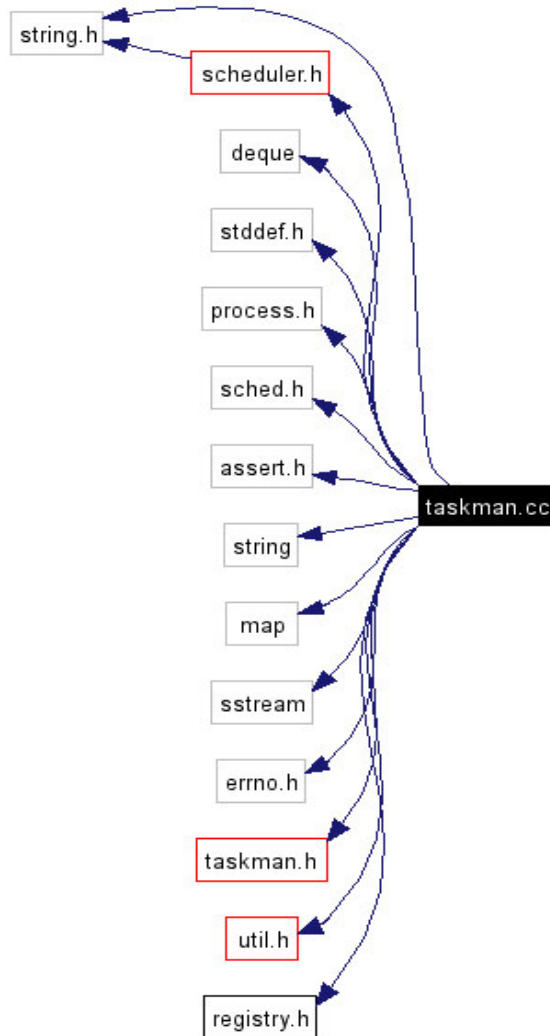 string.h
scheduler.h
deque
stddef.h
process.h
sched.h
assert.h
taskman.cc
string
map
sstream
errno.h
taskman.h
util.h
registry.h